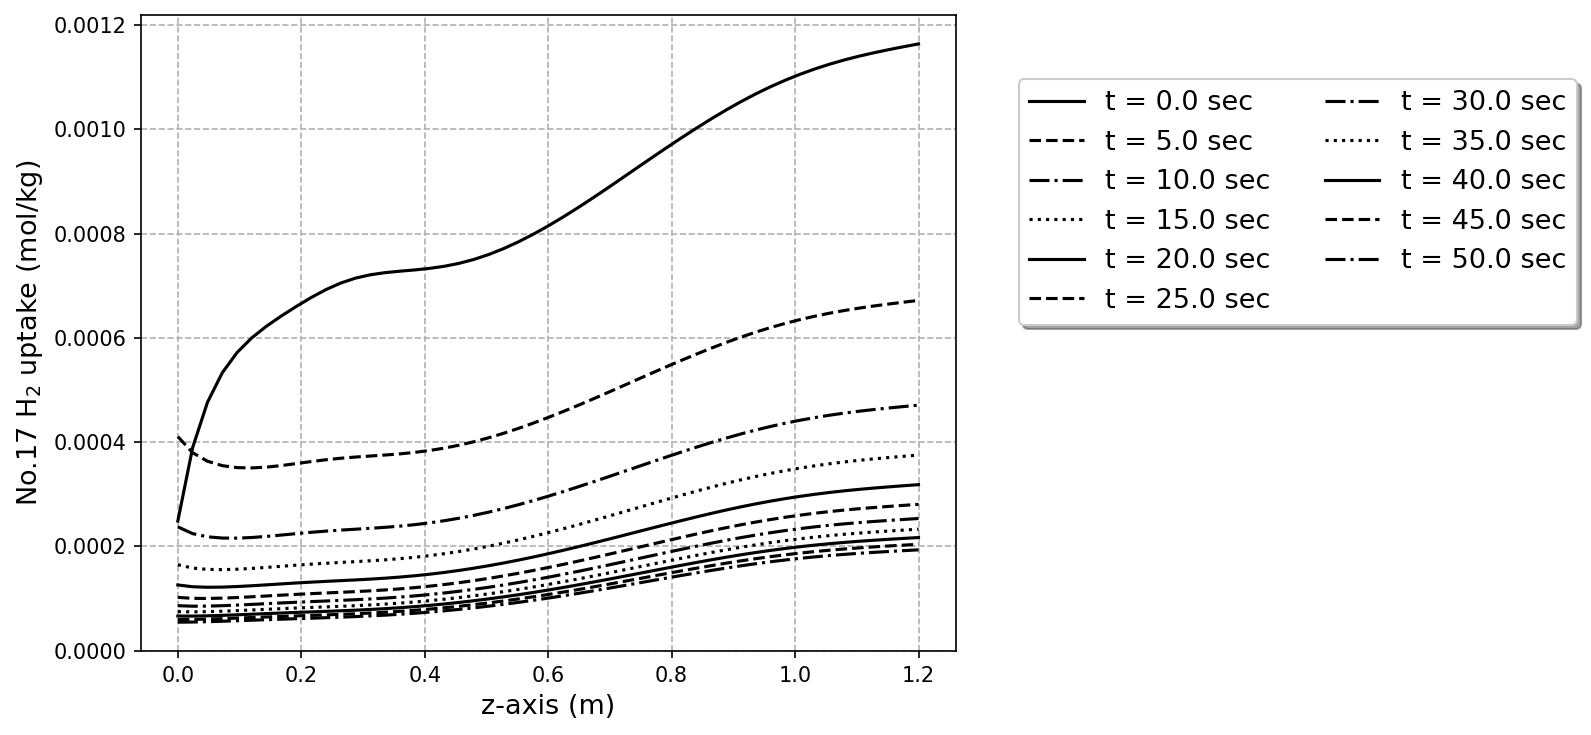 0.0012
0.0010
0.0008
0.0006
0.0004
0.0002
0.0000
No.17 H₂ uptake (mol/kg)
0.0 0.2 0.4 0.6 0.8 1.0 1.2
z-axis (m)
t = 0.0 sec
t = 5.0 sec
t = 10.0 sec
t = 15.0 sec
t = 20.0 sec
t = 25.0 sec
t = 30.0 sec
t = 35.0 sec
t = 40.0 sec
t = 45.0 sec
t = 50.0 sec